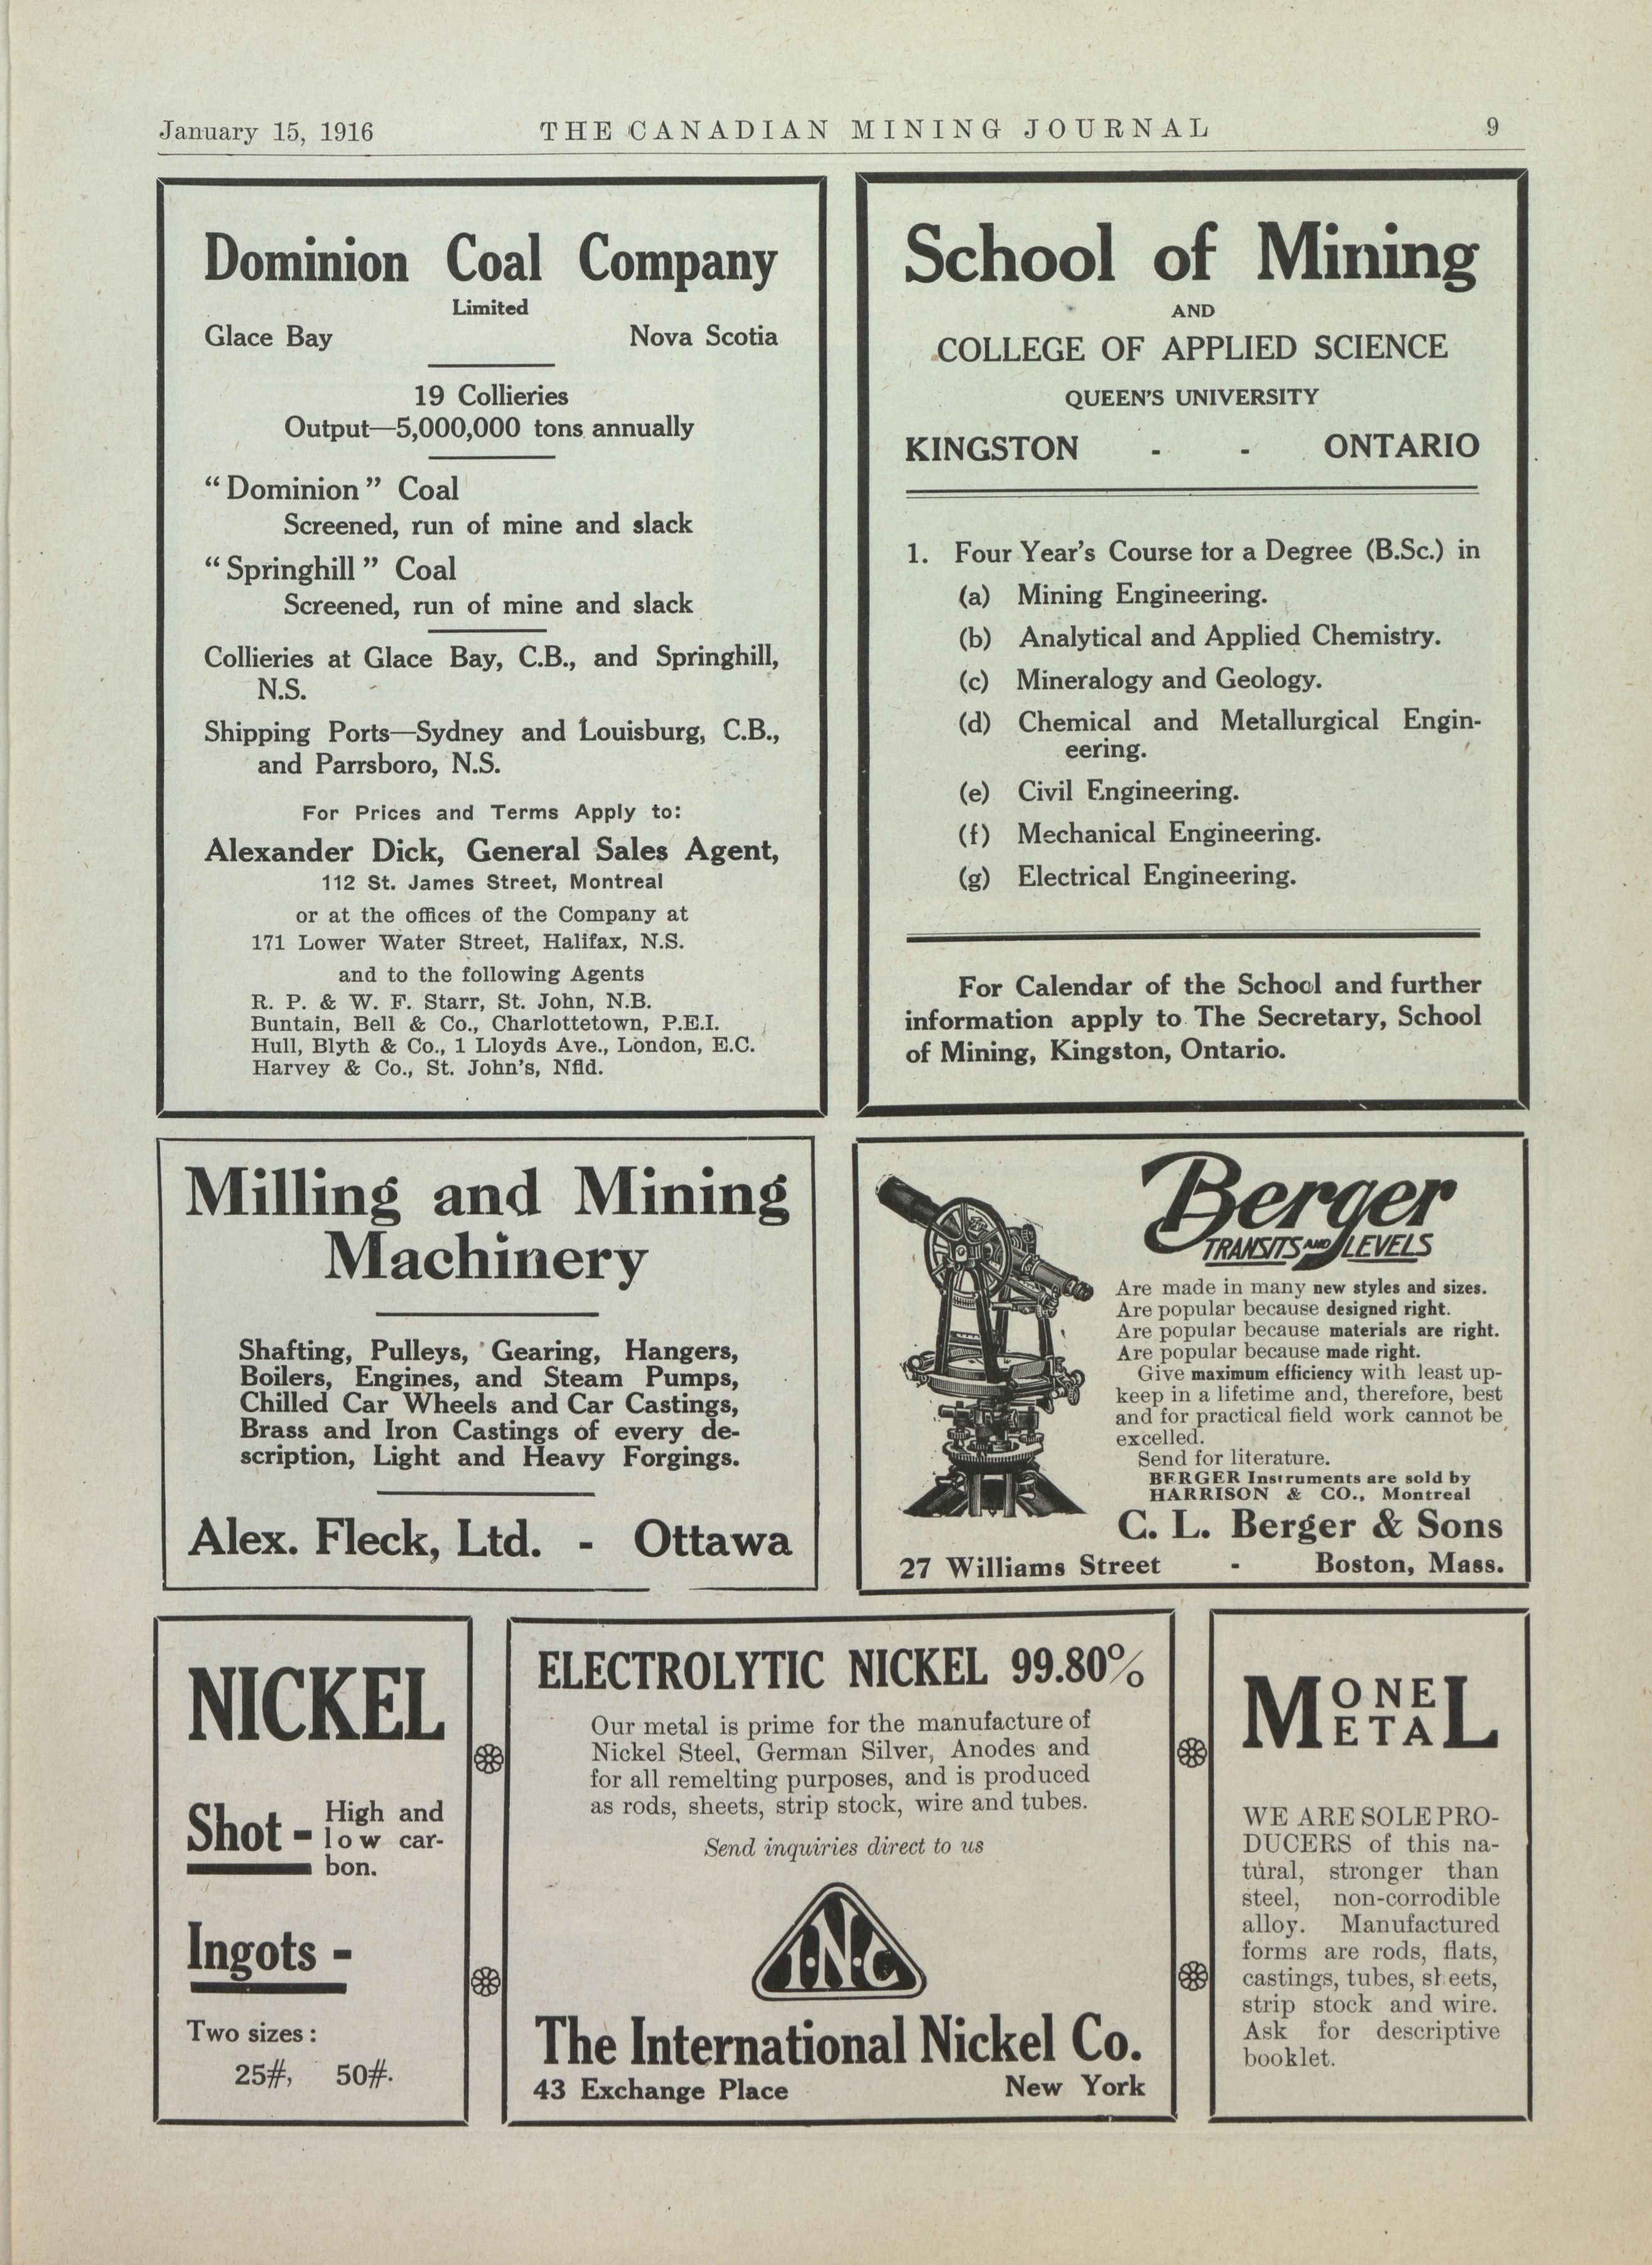 January 15, 1916 THE CANADIAN MINING JOURNAL 9
Dominion Coal Company
Limited
Glace Bay Nova Scotia
19 Collieries
Output—5,000,000 tons annually
“Dominion” Coal
Screened, run of mine and slack
“Springhill” Coal
Screened, run of mine and slack
Collieries at Glace Bay, C.B., and Springhill,
N.S.
Shipping Ports—Sydney and Louisburg, C.B.,
and Parrsboro, N.S.
For Prices and Terms Apply to:
Alexander Dick, General Sales Agent,
112 St. James Street, Montreal
or at the offices of the Company at
171 Lower Water Street, Halifax, N.S.
and to the following Agents
R. P. & W. F. Starr, St. John, N.B.
Buntain, Bell & Co., Charlottetown, P.E.I.
Hull, Blyth & Co., 1 Lloyds Ave., London, E.C.
Harvey & Co., St. John's, Nfld.
School of Mining
AND
COLLEGE OF APPLIED SCIENCE
QUEEN'S UNIVERSITY
KINGSTON - - ONTARIO
1. Four Year's Course for a Degree (B.Sc.) in
(a) Mining Engineering.
(b) Analytical and Applied Chemistry.
(c) Mineralogy and Geology.
(d) Chemical and Metallurgical Engin-
eering.
(e) Civil Engineering.
(f) Mechanical Engineering.
(g) Electrical Engineering.
For Calendar of the School and further
information apply to The Secretary, School
of Mining, Kingston, Ontario.
Milling and Mining
Machinery
Shafting, Pulleys, Gearing, Hangers,
Boilers, Engines, and Steam Pumps,
Chilled Car Wheels and Car Castings,
Brass and Iron Castings of every de-
scription, Light and Heavy Forgings.
Alex. Fleck, Ltd. - Ottawa
Berger
TRANSITS AND LEVELS
Are made in many new styles and sizes.
Are popular because designed right.
Are popular because materials are right.
Are popular because made right.
Give maximum efficiency with least up-
keep in a lifetime and, therefore, best
and for practical field work cannot be
excelled.
Send for literature.
BERGER Instruments are sold by
HARRISON & CO., Montreal
C. L. Berger & Sons
27 Williams Street - Boston, Mass.
NICKEL
Shot - High and
low car-
bon.
Ingots -
Two sizes:
25#, 50#.
ELECTROLYTIC NICKEL 99.80%
Our metal is prime for the manufacture of
Nickel Steel, German Silver, Anodes and
for all remelting purposes, and is produced
as rods, sheets, strip stock, wire and tubes.
Send inquiries direct to us
I.N.C
The International Nickel Co.
43 Exchange Place New York
MONEL
METAL
WE ARE SOLE PRO-
DUCERS of this na-
tural, stronger than
steel, non-corrodible
alloy. Manufactured
forms are rods, flats,
castings, tubes, sheets,
strip stock and wire.
Ask for descriptive
booklet.